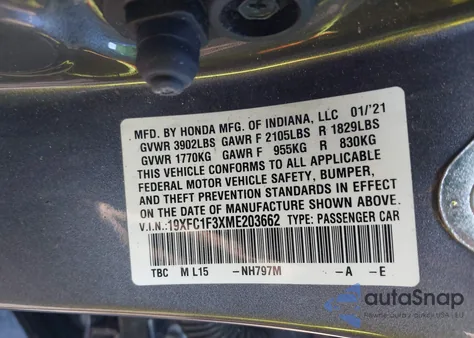 MFD. BY HONDA MFG. OF INDIANA, LLC 01/'21
GVWR 3902LBS GAWR F 2105LBS R 1829LBS
GVWR 1770KG GAWR F 955KG R 830KG
THIS VEHICLE CONFORMS TO ALL APPLICABLE
FEDERAL MOTOR VEHICLE SAFETY, BUMPER,
AND THEFT PREVENTION STANDARDS IN EFFECT
ON THE DATE OF MANUFACTURE SHOWN ABOVE.
V.I.N.:19XFC1F3XME203662 TYPE: PASSENGER CAR
TBC M L15 -NH797M -A -E
autaSnap